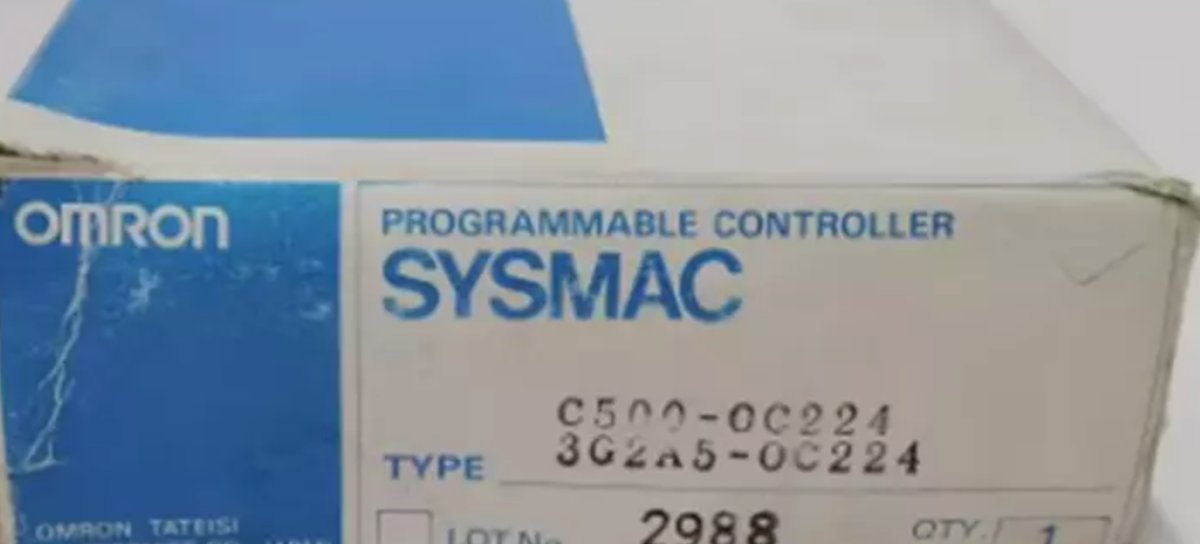 OMRON
PROGRAMMABLE CONTROLLER
SYSMAC
C500-OC224
TYPE 3G2A5-OC224
LOT No. 2988
QTY. 1
OMRON TATEISI